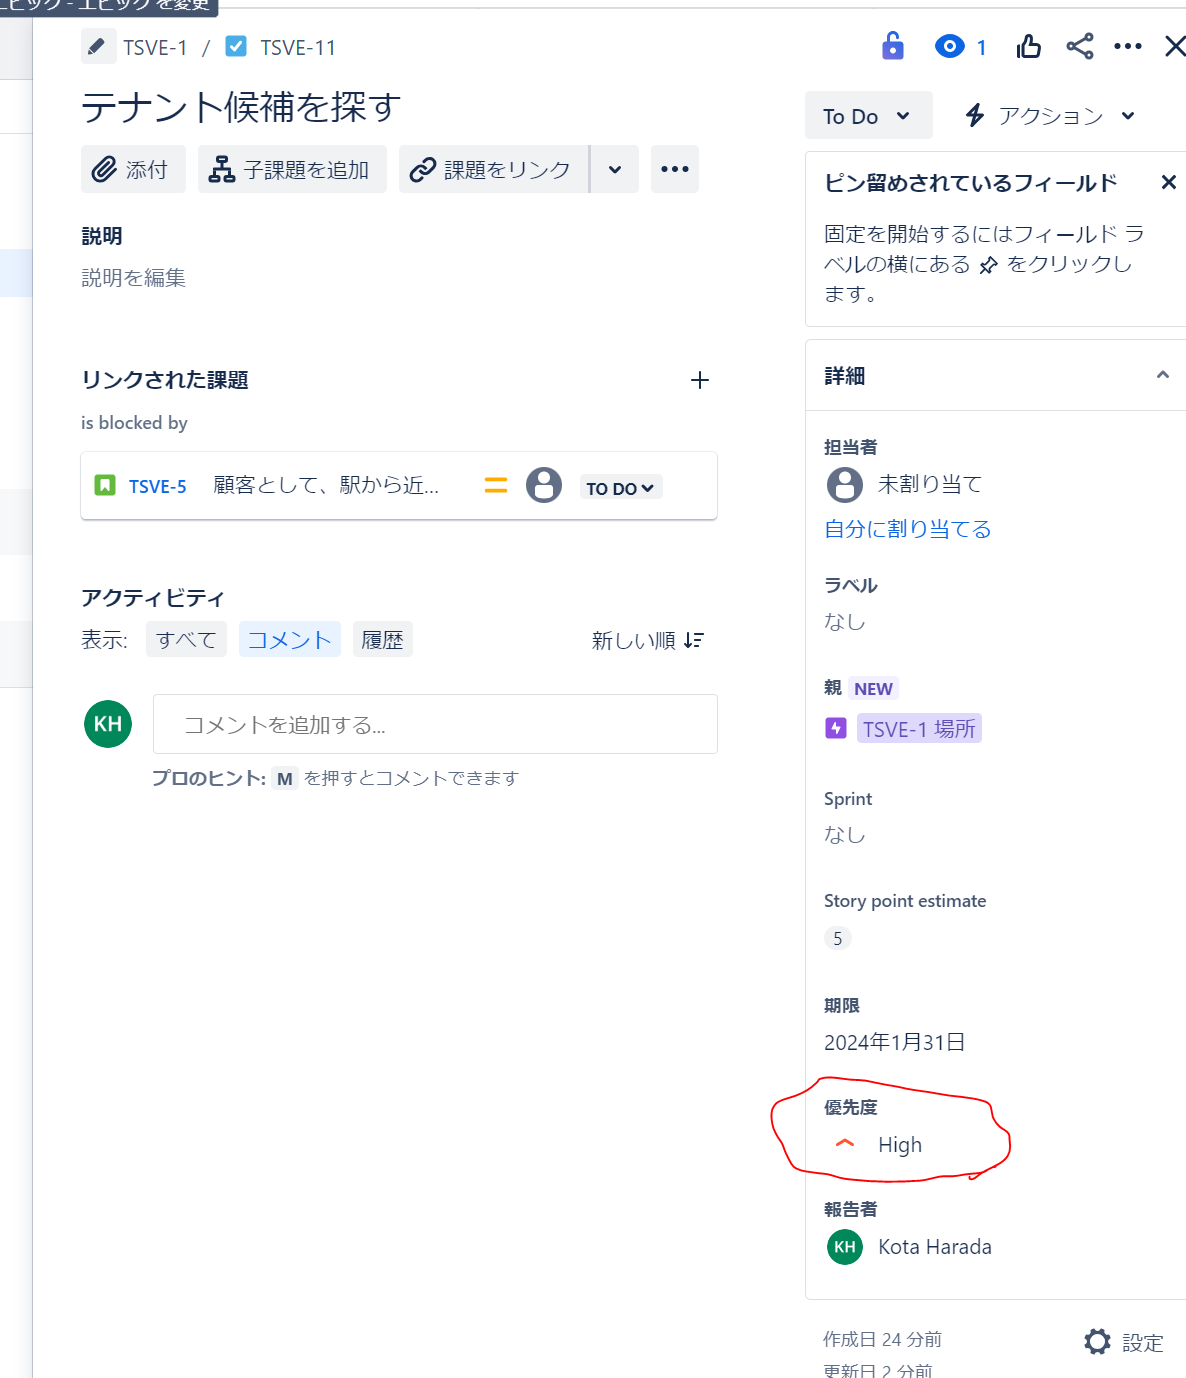 エピック - エピック を変更
TSVE-1 / TSVE-11
1
テナント候補を探す
To Do
アクション
添付
子課題を追加
課題をリンク
説明
説明を編集
リンクされた課題
is blocked by
TSVE-5 顧客として、駅から近... TO DO
アクティビティ
表示: すべて コメント 履歴 新しい順
KH コメントを追加する...
プロのヒント: M を押すとコメントできます
ピン留めされているフィールド
固定を開始するにはフィールド ラ
ベルの横にある をクリックし
ます。
詳細
担当者
未割り当て
自分に割り当てる
ラベル
なし
親 NEW
TSVE-1 場所
Sprint
なし
Story point estimate
5
期限
2024年1月31日
優先度
High
報告者
KH Kota Harada
作成日 24 分前
設定
更新日 2 分前